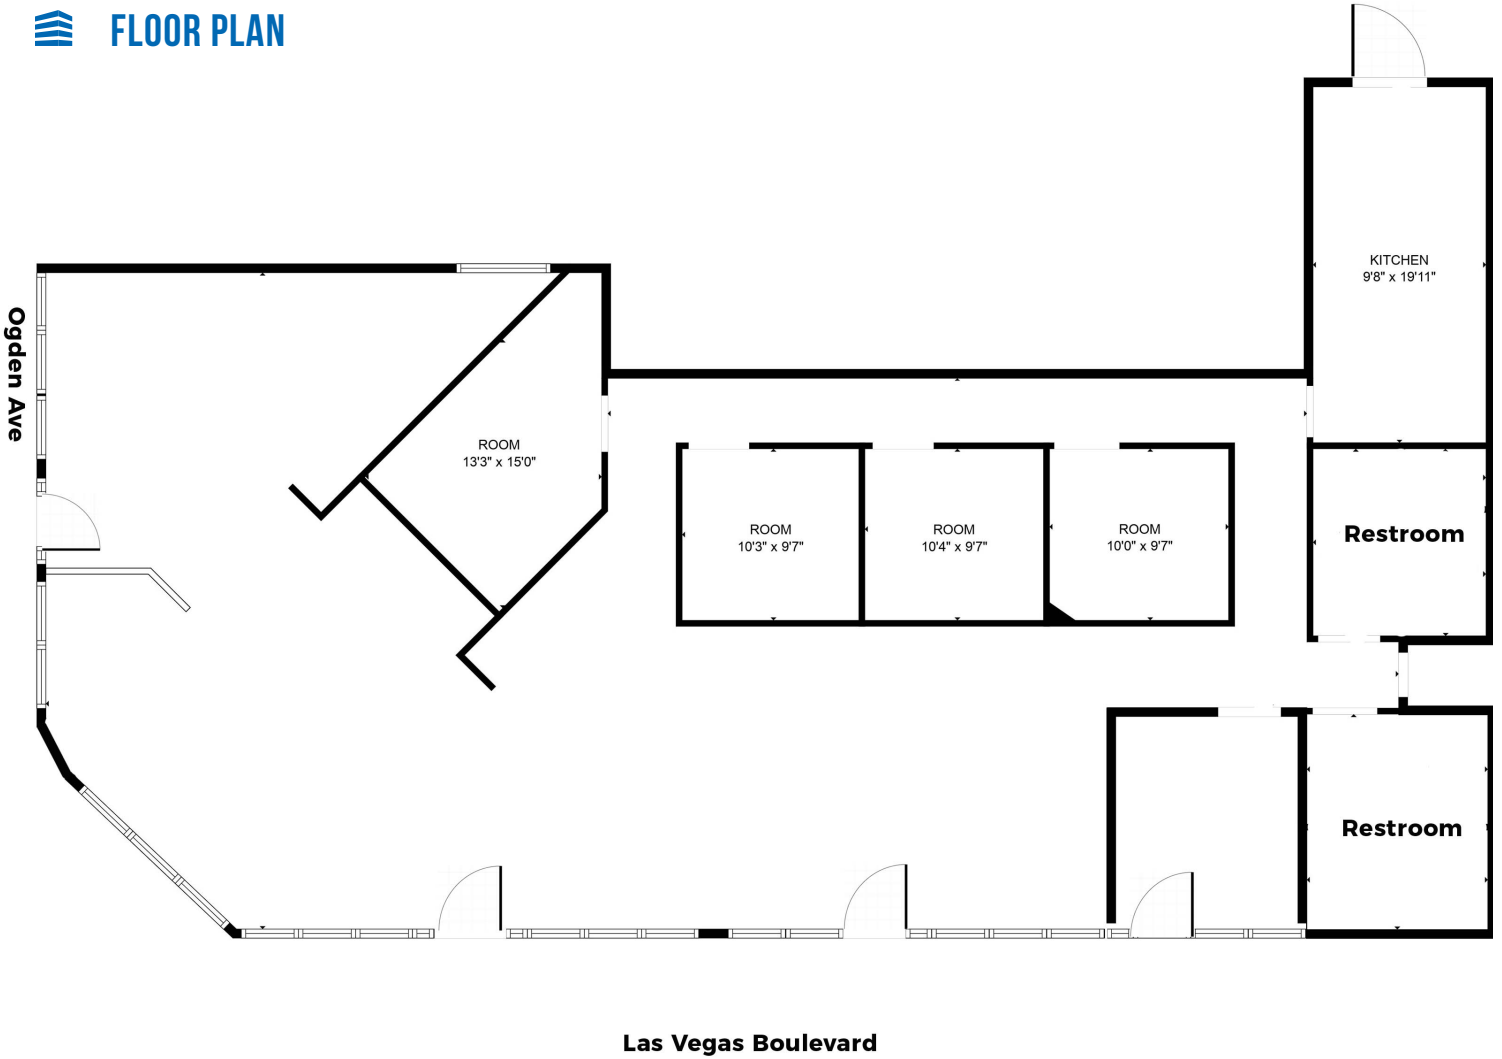 FLOOR PLAN
KITCHEN
9'8" x 19'11"
Ogden Ave
ROOM
13'3" x 15'0"
ROOM
10'3" x 9'7"
ROOM
10'4" x 9'7"
ROOM
10'0" x 9'7"
Restroom
Restroom
Las Vegas Boulevard